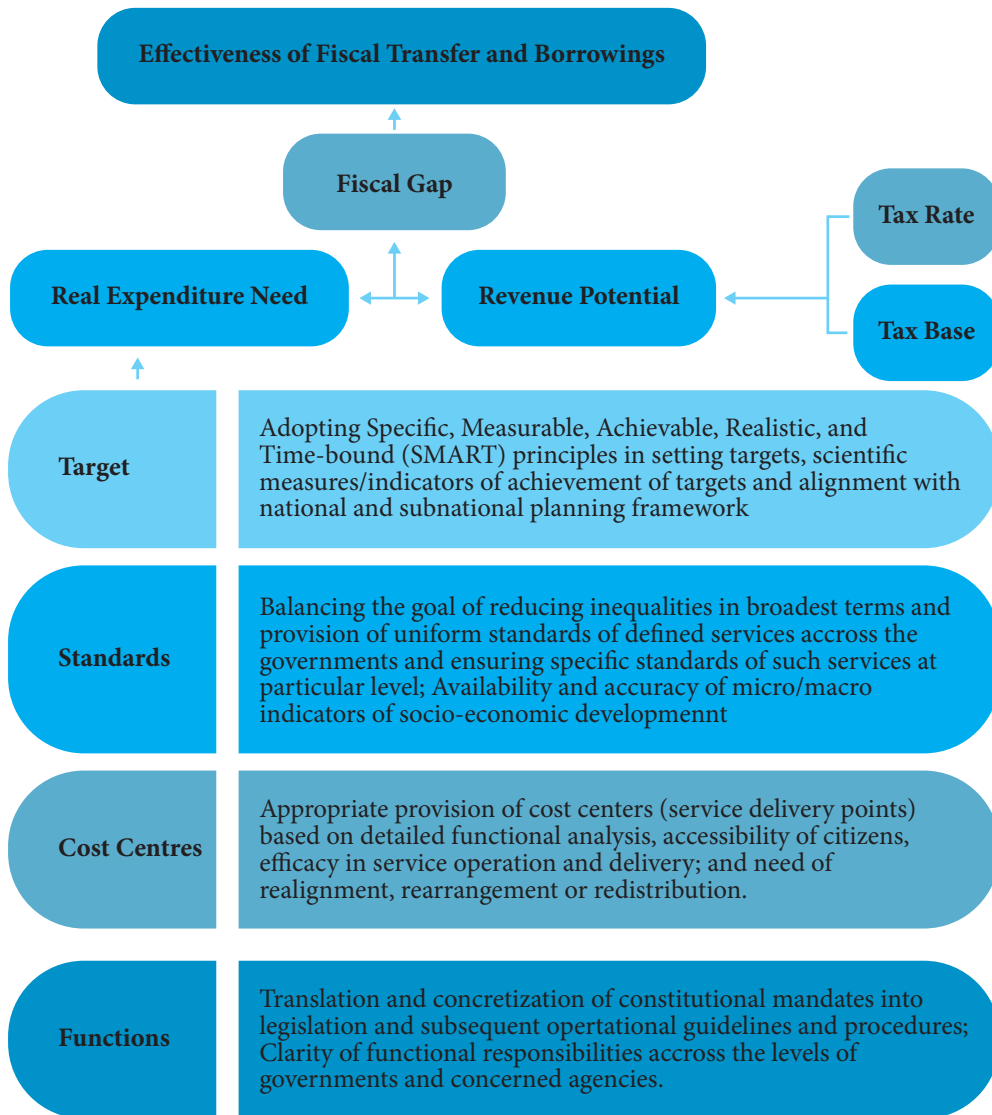 Effectiveness of Fiscal Transfer and Borrowings
Fiscal Gap
Tax Rate
Real Expenditure Need
Revenue Potential
Tax Base
Target
Adopting Specific, Measurable, Achievable, Realistic, and
Time-bound (SMART) principles in setting targets, scientific
measures/indicators of achievement of targets and alignment with
national and subnational planning framework
Standards
Balancing the goal of reducing inequalities in broadest terms and
provision of uniform standards of defined services accross the
governments and ensuring specific standards of such services at
particular level; Availability and accuracy of micro/macro
indicators of socio-economic developmennt
Cost Centres
Appropriate provision of cost centers (service delivery points)
based on detailed functional analysis, accessibility of citizens,
efficacy in service operation and delivery; and need of
realignment, rearrangement or redistribution.
Functions
Translation and concretization of constitutional mandates into
legislation and subsequent opertational guidelines and procedures;
Clarity of functional responsibilities accross the levels of
governments and concerned agencies.